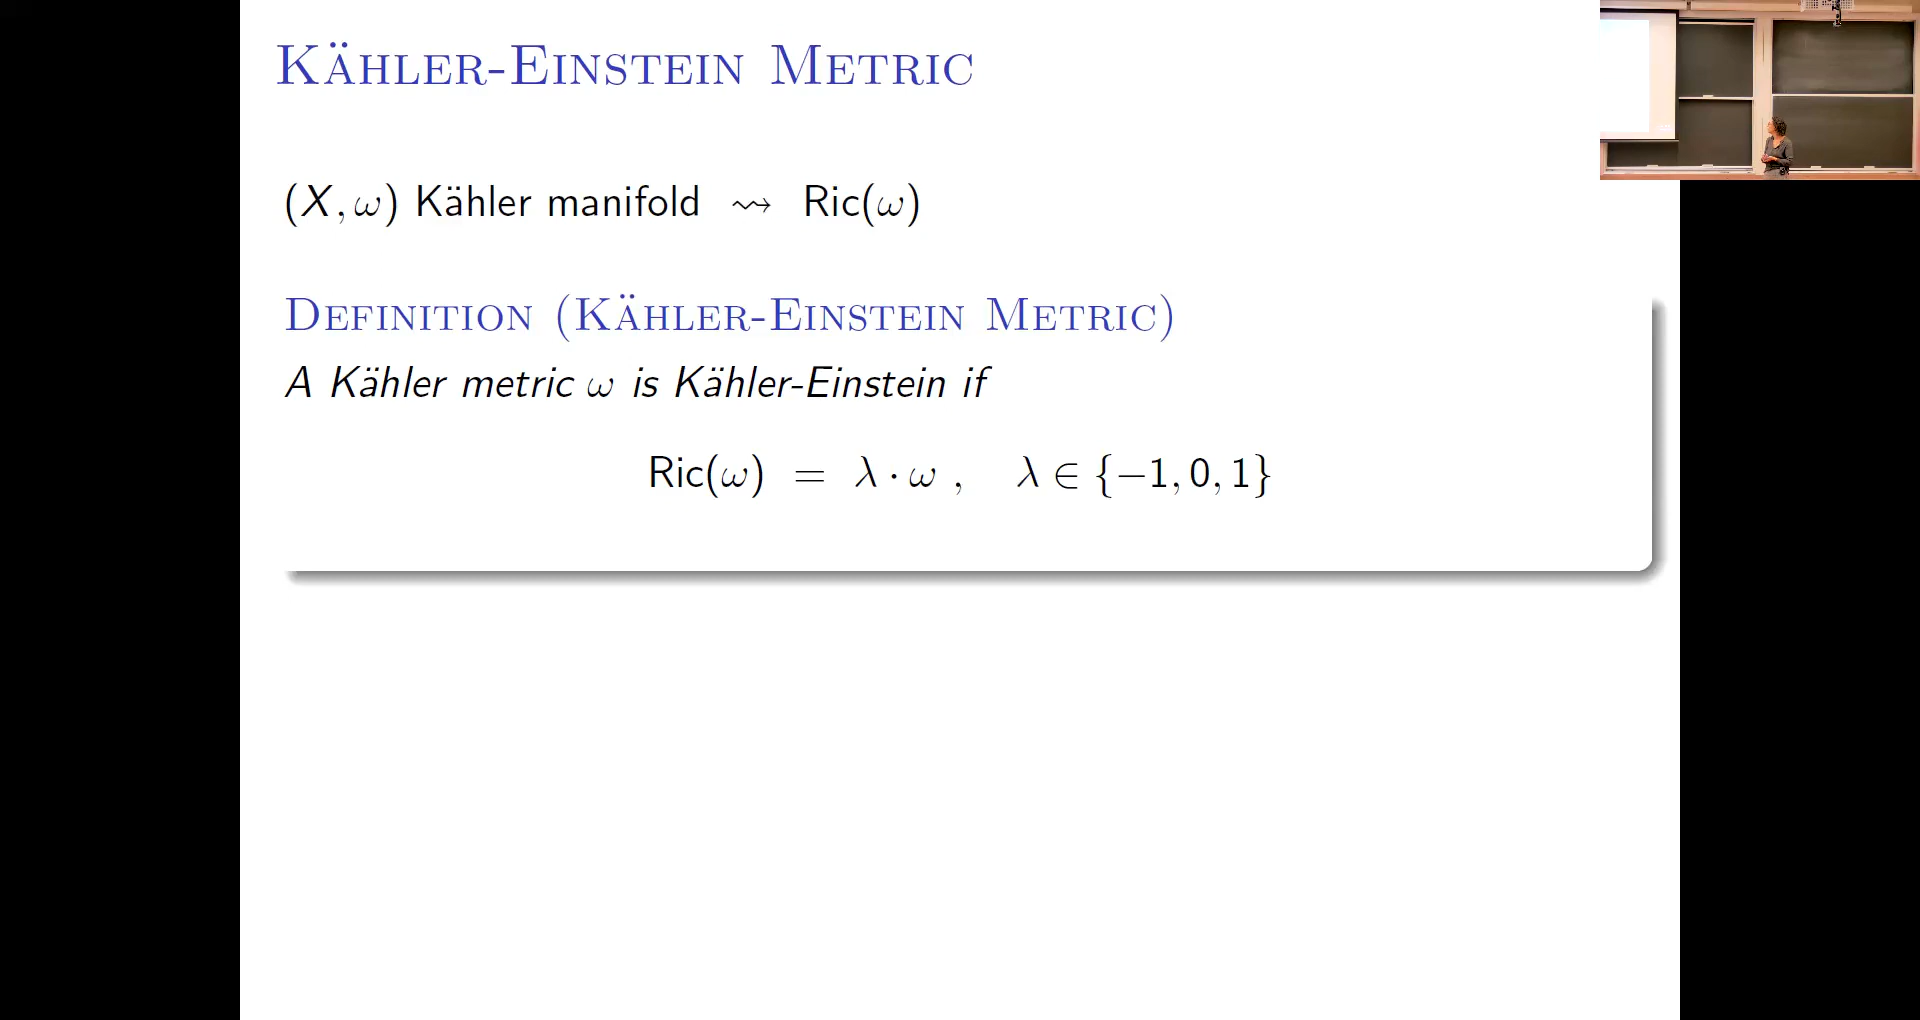 Kähler-Einstein Metric
(X, ω) Kähler manifold ⇝ Ric(ω)
Definition (Kähler-Einstein Metric)
A Kähler metric ω is Kähler-Einstein if
Ric(ω) = λ · ω , λ ∈ {−1, 0, 1}